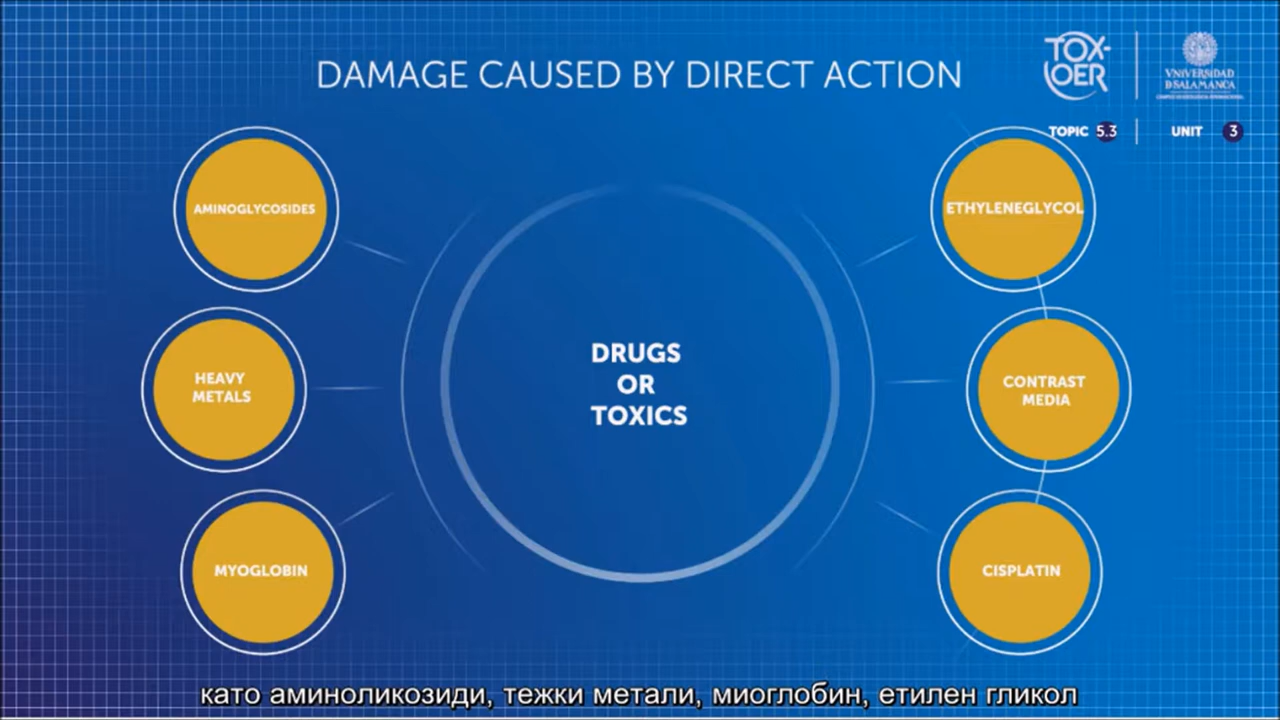 DAMAGE CAUSED BY DIRECT ACTION
TOX-
OER
VNIVERSIDAD
D SALAMANCA
TOPIC 5.3
UNIT 3
AMINOGLYCOSIDES
HEAVY
METALS
MYOGLOBIN
DRUGS
OR
TOXICS
ETHYLENEGLYCOL
CONTRAST
MEDIA
CISPLATIN
като аминоликозиди, тежки метали, миоглобин, етилен гликол